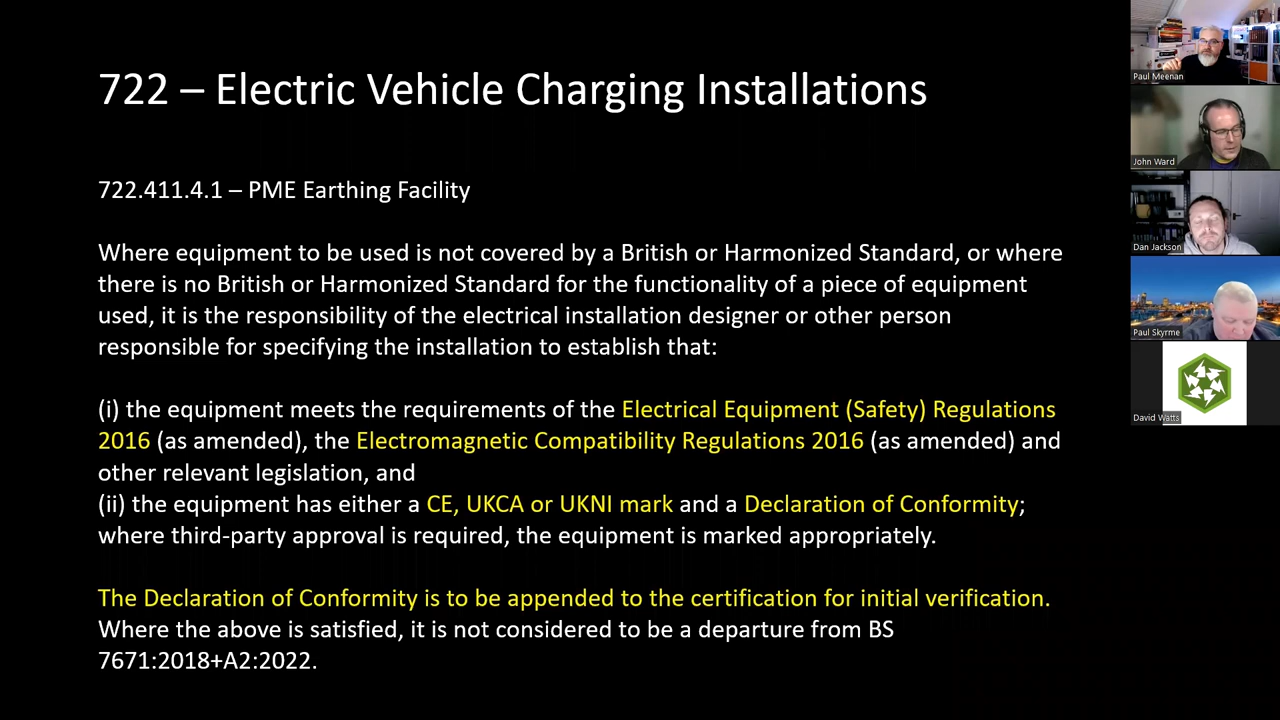 722 – Electric Vehicle Charging Installations
722.411.4.1 – PME Earthing Facility
Where equipment to be used is not covered by a British or Harmonized Standard, or where
there is no British or Harmonized Standard for the functionality of a piece of equipment
used, it is the responsibility of the electrical installation designer or other person
responsible for specifying the installation to establish that:
(i) the equipment meets the requirements of the Electrical Equipment (Safety) Regulations
2016 (as amended), the Electromagnetic Compatibility Regulations 2016 (as amended) and
other relevant legislation, and
(ii) the equipment has either a CE, UKCA or UKNI mark and a Declaration of Conformity;
where third-party approval is required, the equipment is marked appropriately.
The Declaration of Conformity is to be appended to the certification for initial verification.
Where the above is satisfied, it is not considered to be a departure from BS
7671:2018+A2:2022.
Paul Meenan
John Ward
Dan Jackson
Paul Skyrme
David Watts